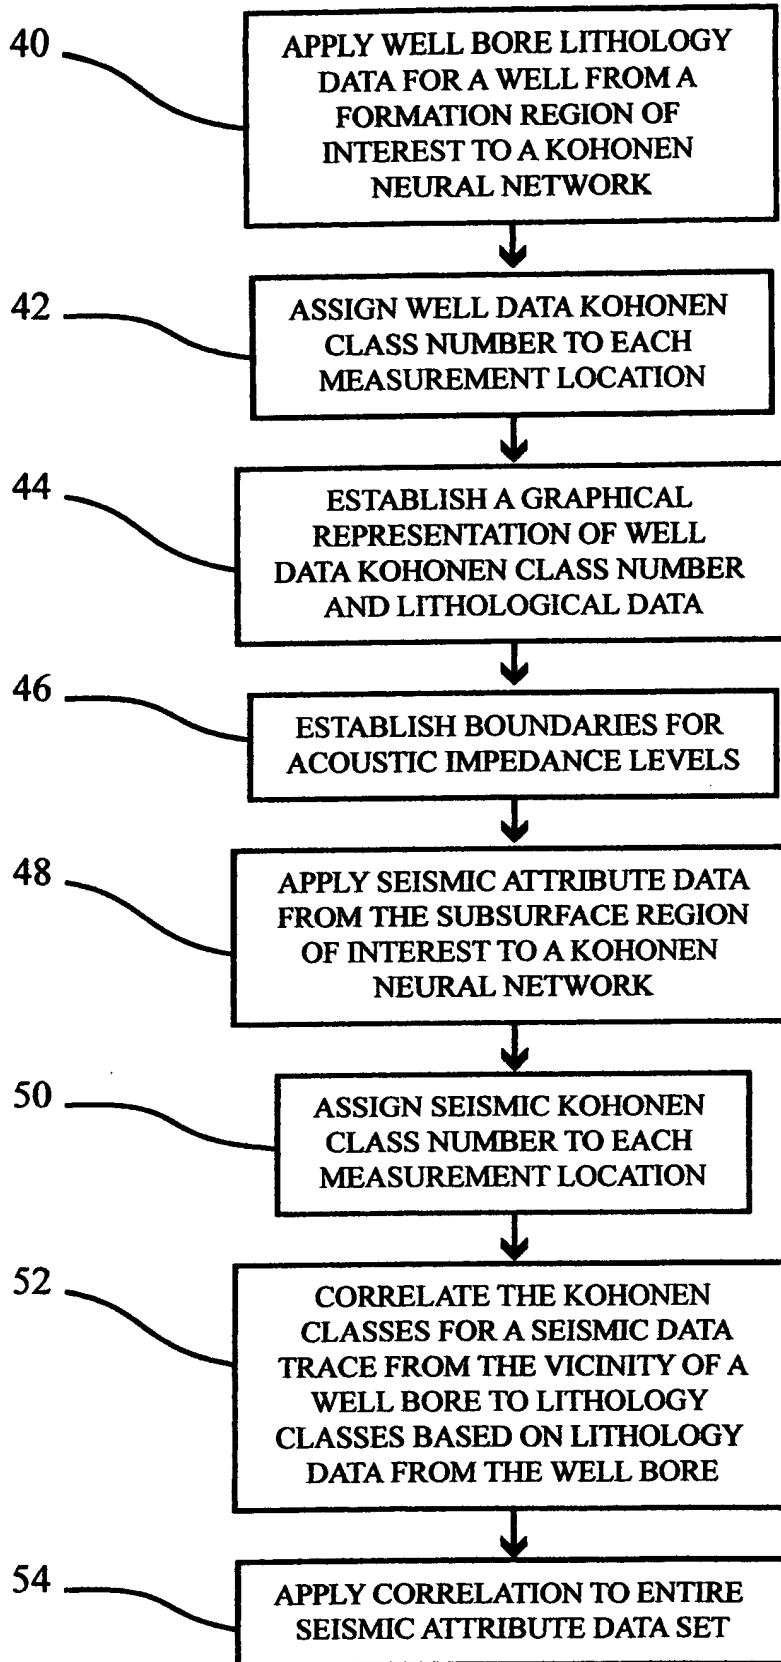 40
APPLY WELL BORE LITHOLOGY
DATA FOR A WELL FROM A
FORMATION REGION OF
INTEREST TO A KOHONEN
NEURAL NETWORK
42
ASSIGN WELL DATA KOHONEN
CLASS NUMBER TO EACH
MEASUREMENT LOCATION
44
ESTABLISH A GRAPHICAL
REPRESENTATION OF WELL
DATA KOHONEN CLASS NUMBER
AND LITHOLOGICAL DATA
46
ESTABLISH BOUNDARIES FOR
ACOUSTIC IMPEDANCE LEVELS
48
APPLY SEISMIC ATTRIBUTE DATA
FROM THE SUBSURFACE REGION
OF INTEREST TO A KOHONEN
NEURAL NETWORK
50
ASSIGN SEISMIC KOHONEN
CLASS NUMBER TO EACH
MEASUREMENT LOCATION
52
CORRELATE THE KOHONEN
CLASSES FOR A SEISMIC DATA
TRACE FROM THE VICINITY OF A
WELL BORE TO LITHOLOGY
CLASSES BASED ON LITHOLOGY
DATA FROM THE WELL BORE
54
APPLY CORRELATION TO ENTIRE
SEISMIC ATTRIBUTE DATA SET